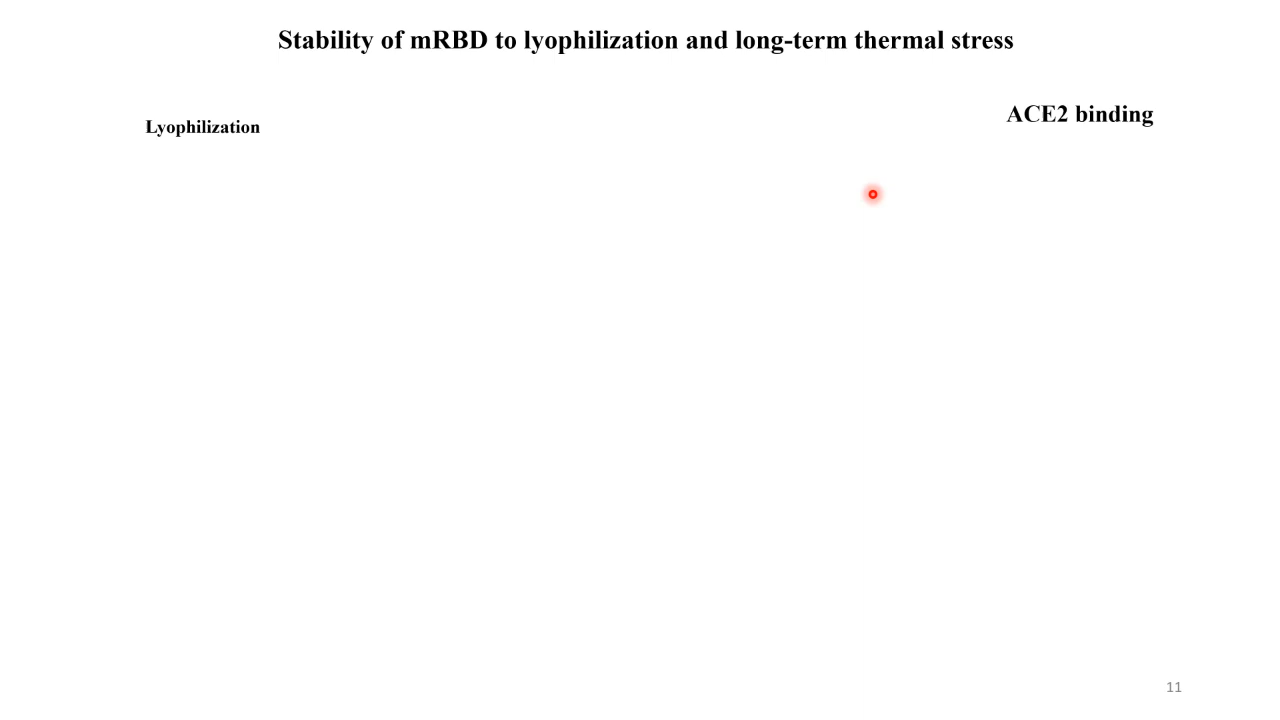 Stability of mRBD to lyophilization and long-term thermal stress
Lyophilization
ACE2 binding
11